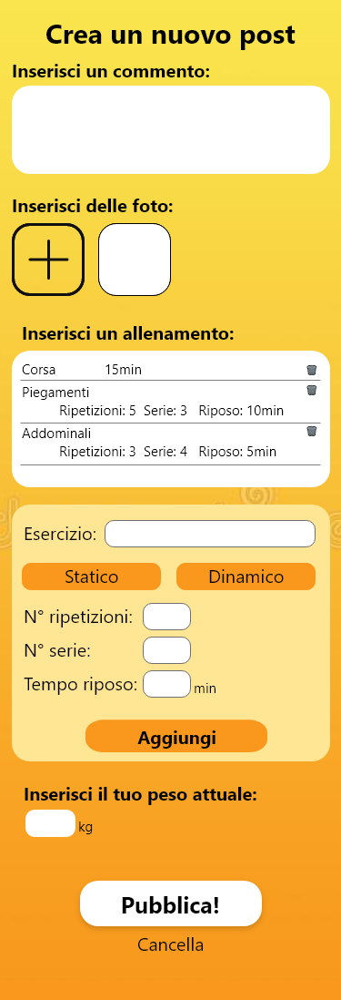 Crea un nuovo post
Inserisci un commento:
Inserisci delle foto:
Inserisci un allenamento:
Corsa 15min
Piegamenti
Ripetizioni: 5 Serie: 3 Riposo: 10min
Addominali
Ripetizioni: 3 Serie: 4 Riposo: 5min
Esercizio:
Statico Dinamico
N° ripetizioni:
N° serie:
Tempo riposo: min
Aggiungi
Inserisci il tuo peso attuale:
kg
Pubblica!
Cancella